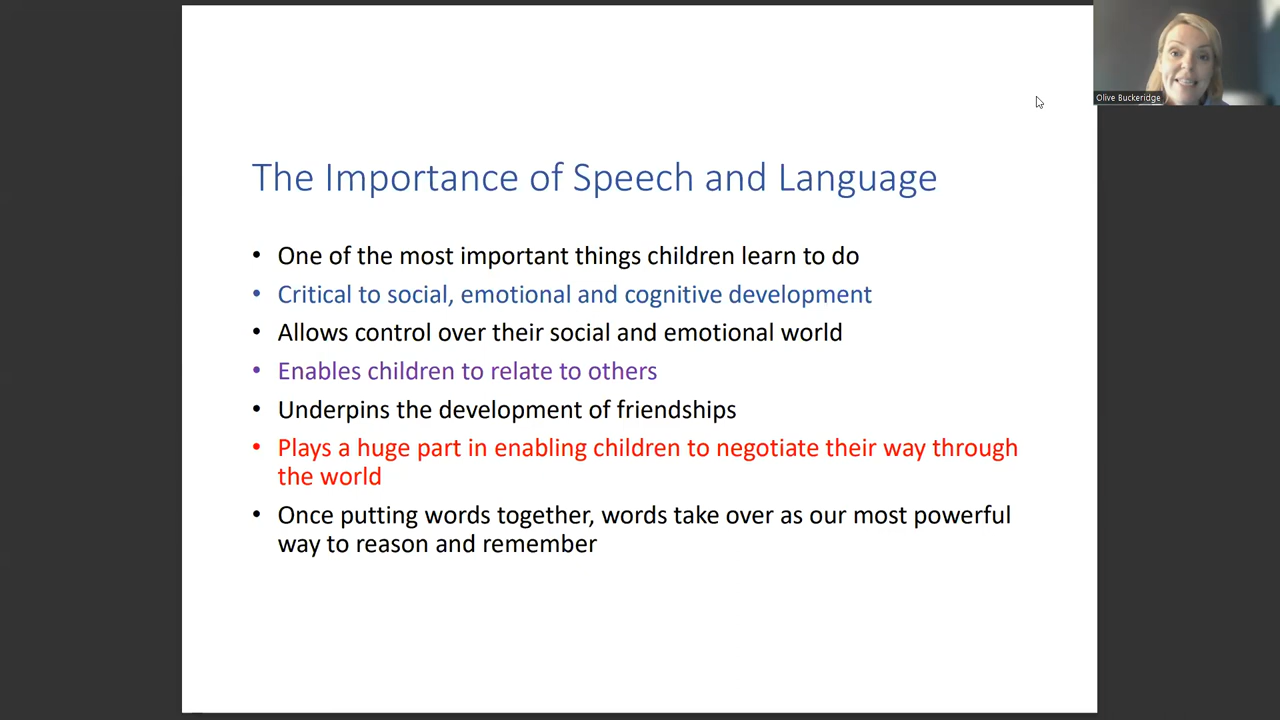 Olive Buckeridge
The Importance of Speech and Language
• One of the most important things children learn to do
• Critical to social, emotional and cognitive development
• Allows control over their social and emotional world
• Enables children to relate to others
• Underpins the development of friendships
• Plays a huge part in enabling children to negotiate their way through
the world
• Once putting words together, words take over as our most powerful
way to reason and remember